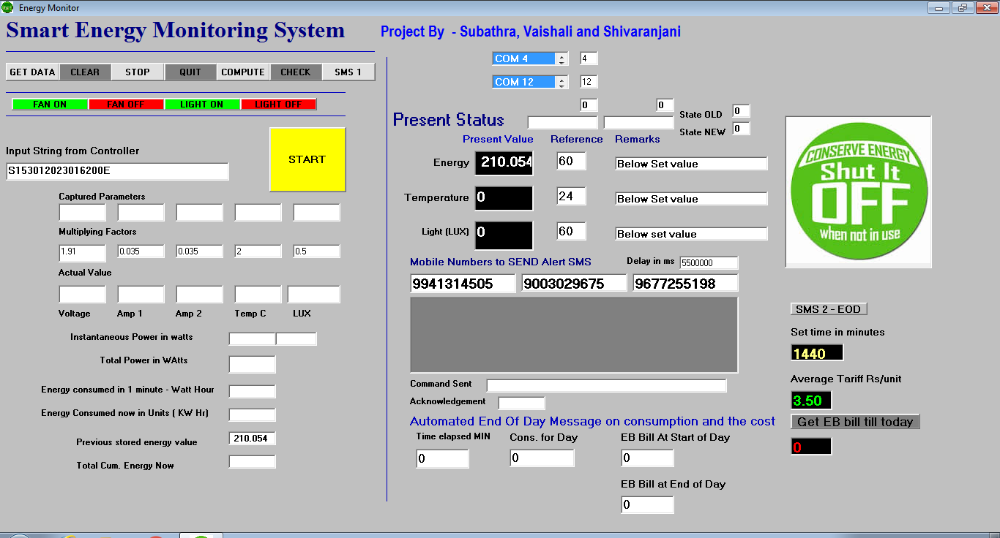 Energy Monitor
Smart Energy Monitoring System
Project By - Subathra, Vaishali and Shivaranjani
COM 4 4
COM 12 12
GET DATA CLEAR STOP QUIT COMPUTE CHECK SMS 1
FAN ON FAN OFF LIGHT ON LIGHT OFF
Input String from Controller
S153012023016200E
START
Captured Parameters
Multiplying Factors
1.91 0.035 0.035 2 0.5
Actual Value
Voltage Amp 1 Amp 2 Temp C LUX
Instantaneous Power in watts
Total Power in WAtts
Energy consumed in 1 minute - Watt Hour
Energy Consumed now in Units ( KW Hr)
Previous stored energy value 210.054
Total Cum. Energy Now
0 0
Present Status
State OLD 0
State NEW 0
Present Value Reference Remarks
Energy 210.054 60 Below Set value
Temperature 0 24 Below Set value
Light (LUX) 0 60 Below set value
Mobile Numbers to SEND Alert SMS Delay in ms 5500000
9941314505 9003029675 9677255198
Command Sent
Acknowledgement
Automated End Of Day Message on consumption and the cost
Time elapsed MIN Cons. for Day EB Bill At Start of Day
0 0 0
EB Bill at End of Day
0
CONSERVE ENERGY
Shut It
OFF
when not in use
SMS 2 - EOD
Set time in minutes
1440
Average Tariff Rs/unit
3.50
Get EB bill till today
0